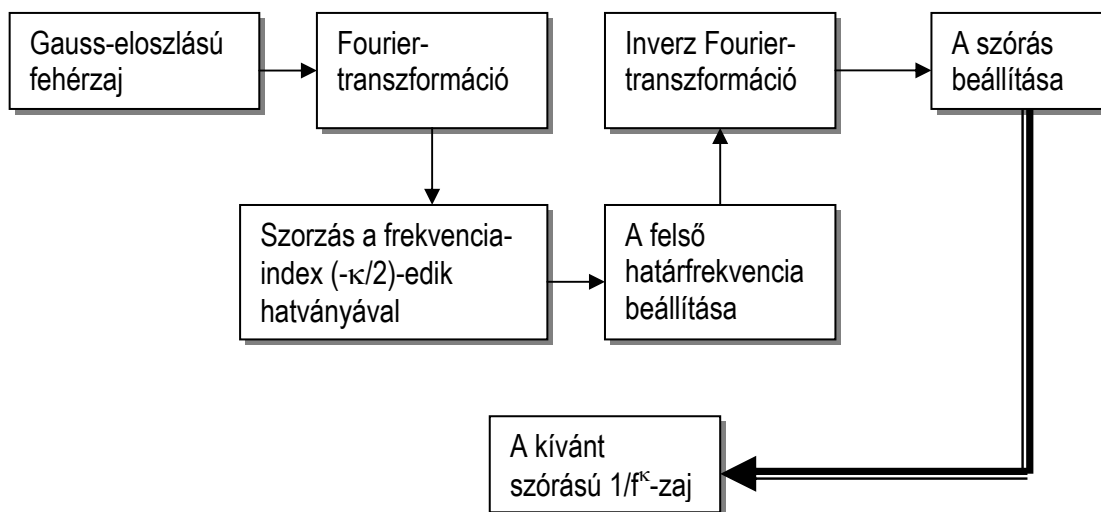 Gauss-eloszlású
fehérzaj
Fourier-
transzformáció
Inverz Fourier-
transzformáció
A szórás
beállítása
Szorzás a frekvencia-
index (-κ/2)-edik
hatványával
A felső
határfrekvencia
beállítása
A kívánt
szórású 1/f^κ-zaj